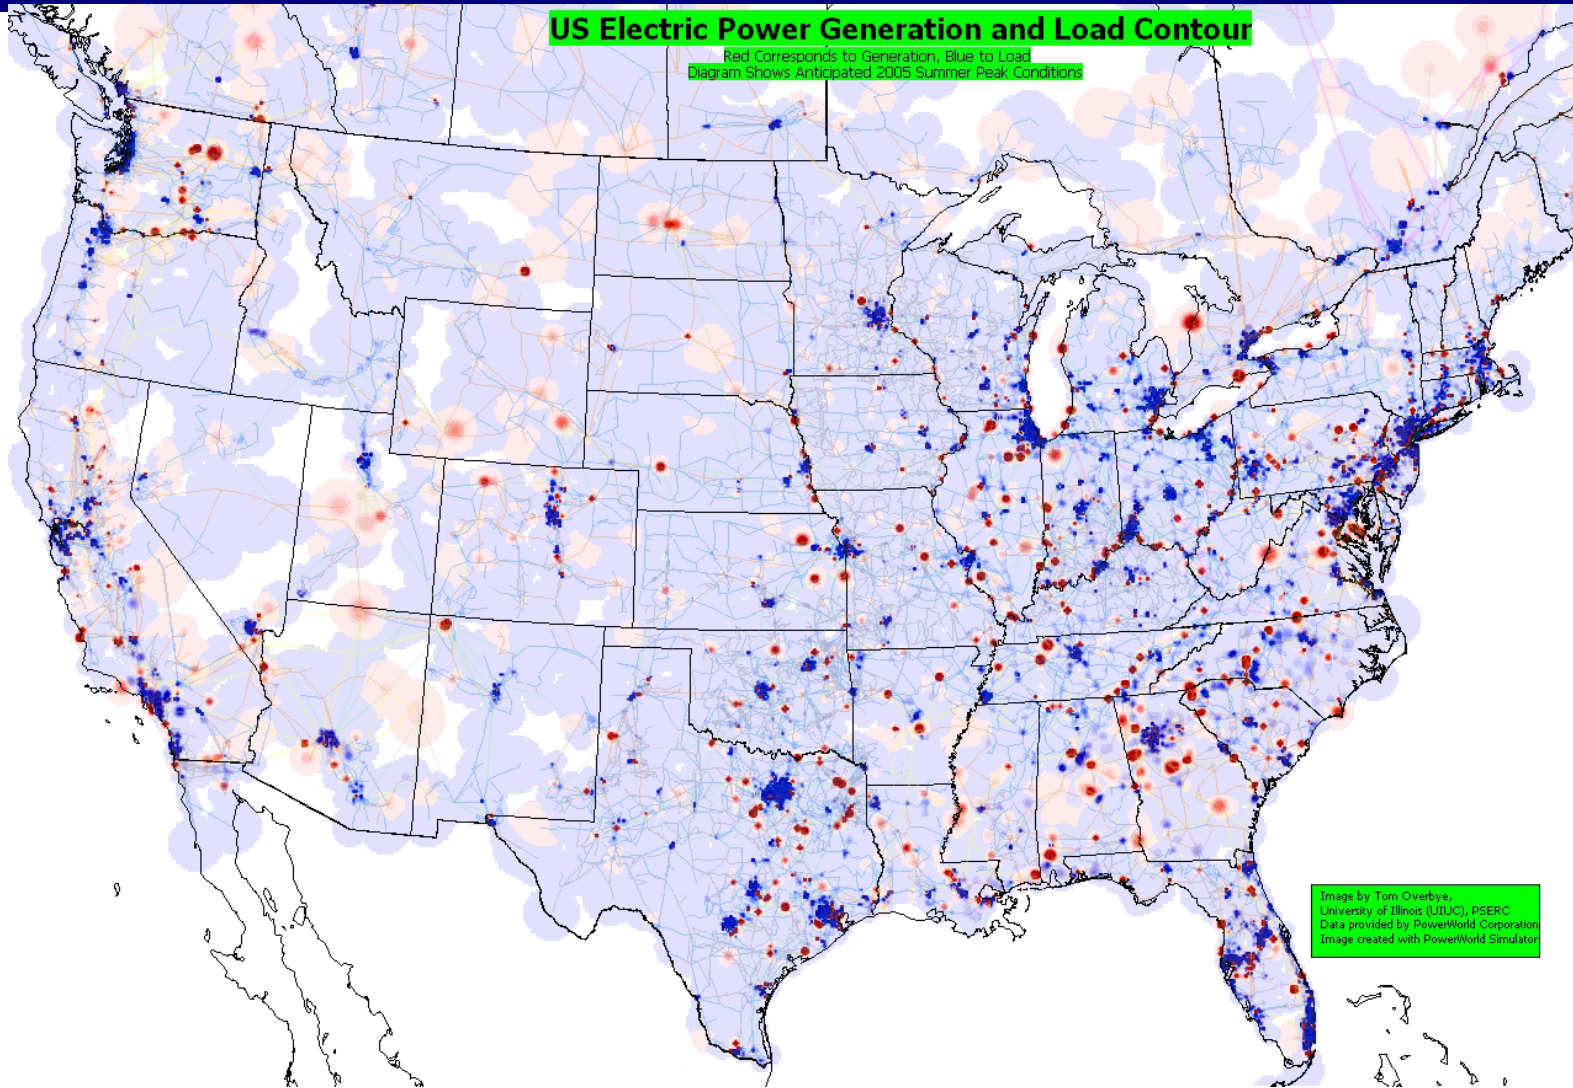 US Electric Power Generation and Load Contour
Red Corresponds to Generation, Blue to Load
Diagram Shows Anticipated 2005 Summer Peak Conditions
Image by Tom Overbye,
University of Illinois (UIUC), PSERC
Data provided by PowerWorld Corporation
Image created with PowerWorld Simulator